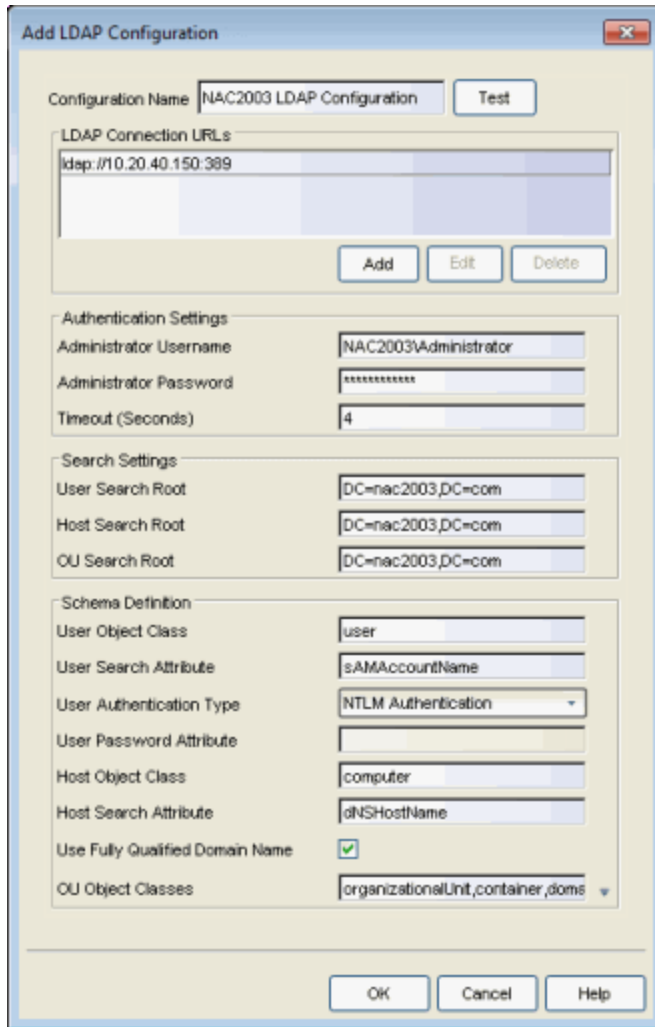 Add LDAP Configuration
Configuration Name NAC2003 LDAP Configuration Test
LDAP Connection URLs
ldap://10.20.40.150:389
Add Edit Delete
Authentication Settings
Administrator Username NAC2003\Administrator
Administrator Password ************
Timeout (Seconds) 4
Search Settings
User Search Root DC=nac2003,DC=com
Host Search Root DC=nac2003,DC=com
OU Search Root DC=nac2003,DC=com
Schema Definition
User Object Class user
User Search Attribute sAMAccountName
User Authentication Type NTLM Authentication
User Password Attribute
Host Object Class computer
Host Search Attribute dNSHostName
Use Fully Qualified Domain Name
OU Object Classes organizationalUnit,container,doma
OK Cancel Help